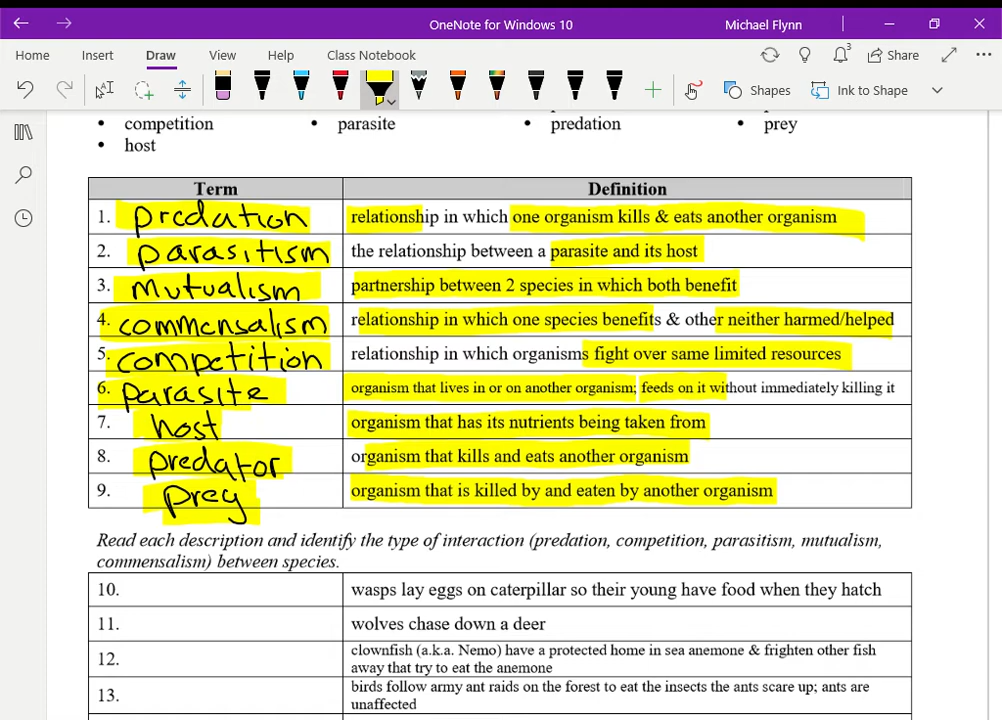 OneNote for Windows 10
Michael Flynn
Home Insert Draw View Help Class Notebook
3
Share
Shapes
Ink to Shape
• competition • parasite • predation • prey
• host
Term Definition
1. predation relationship in which one organism kills & eats another organism
2. parasitism the relationship between a parasite and its host
3. mutualism partnership between 2 species in which both benefit
4. commensalism relationship in which one species benefits & other neither harmed/helped
5. competition relationship in which organisms fight over same limited resources
6. parasite organism that lives in or on another organism; feeds on it without immediately killing it
7. host organism that has its nutrients being taken from
8. predator organism that kills and eats another organism
9. prey organism that is killed by and eaten by another organism
Read each description and identify the type of interaction (predation, competition, parasitism, mutualism,
commensalism) between species.
10. wasps lay eggs on caterpillar so their young have food when they hatch
11. wolves chase down a deer
12. clownfish (a.k.a. Nemo) have a protected home in sea anemone & frighten other fish
away that try to eat the anemone
13. birds follow army ant raids on the forest to eat the insects the ants scare up; ants are
unaffected